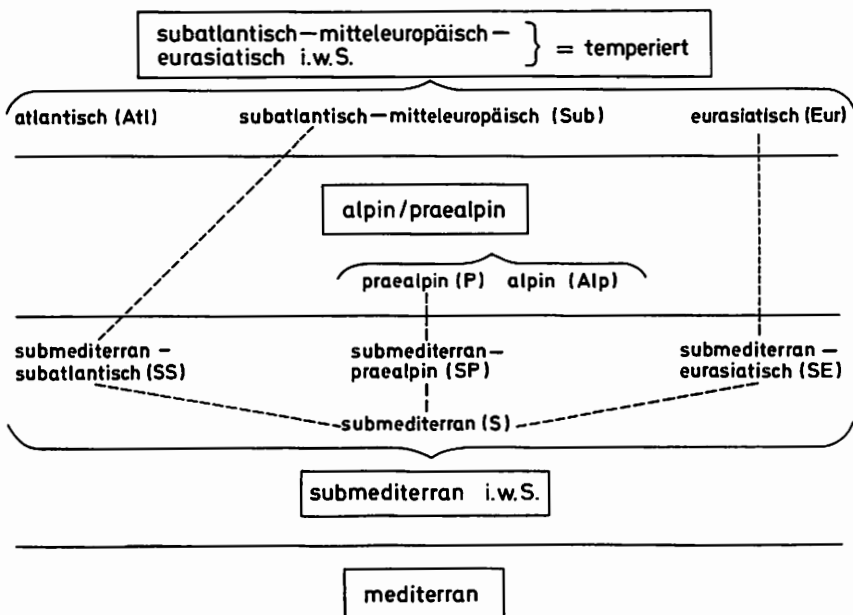 subatlantisch–mitteleuropäisch– } = temperiert
eurasiatisch i.w.S.
atlantisch (Atl) subatlantisch–mitteleuropäisch (Sub) eurasiatisch (Eur)
alpin/praealpin
praealpin (P) alpin (Alp)
submediterran–
subatlantisch (SS)
submediterran–
praealpin (SP)
submediterran–
eurasiatisch (SE)
submediterran (S)
submediterran i.w.S.
mediterran